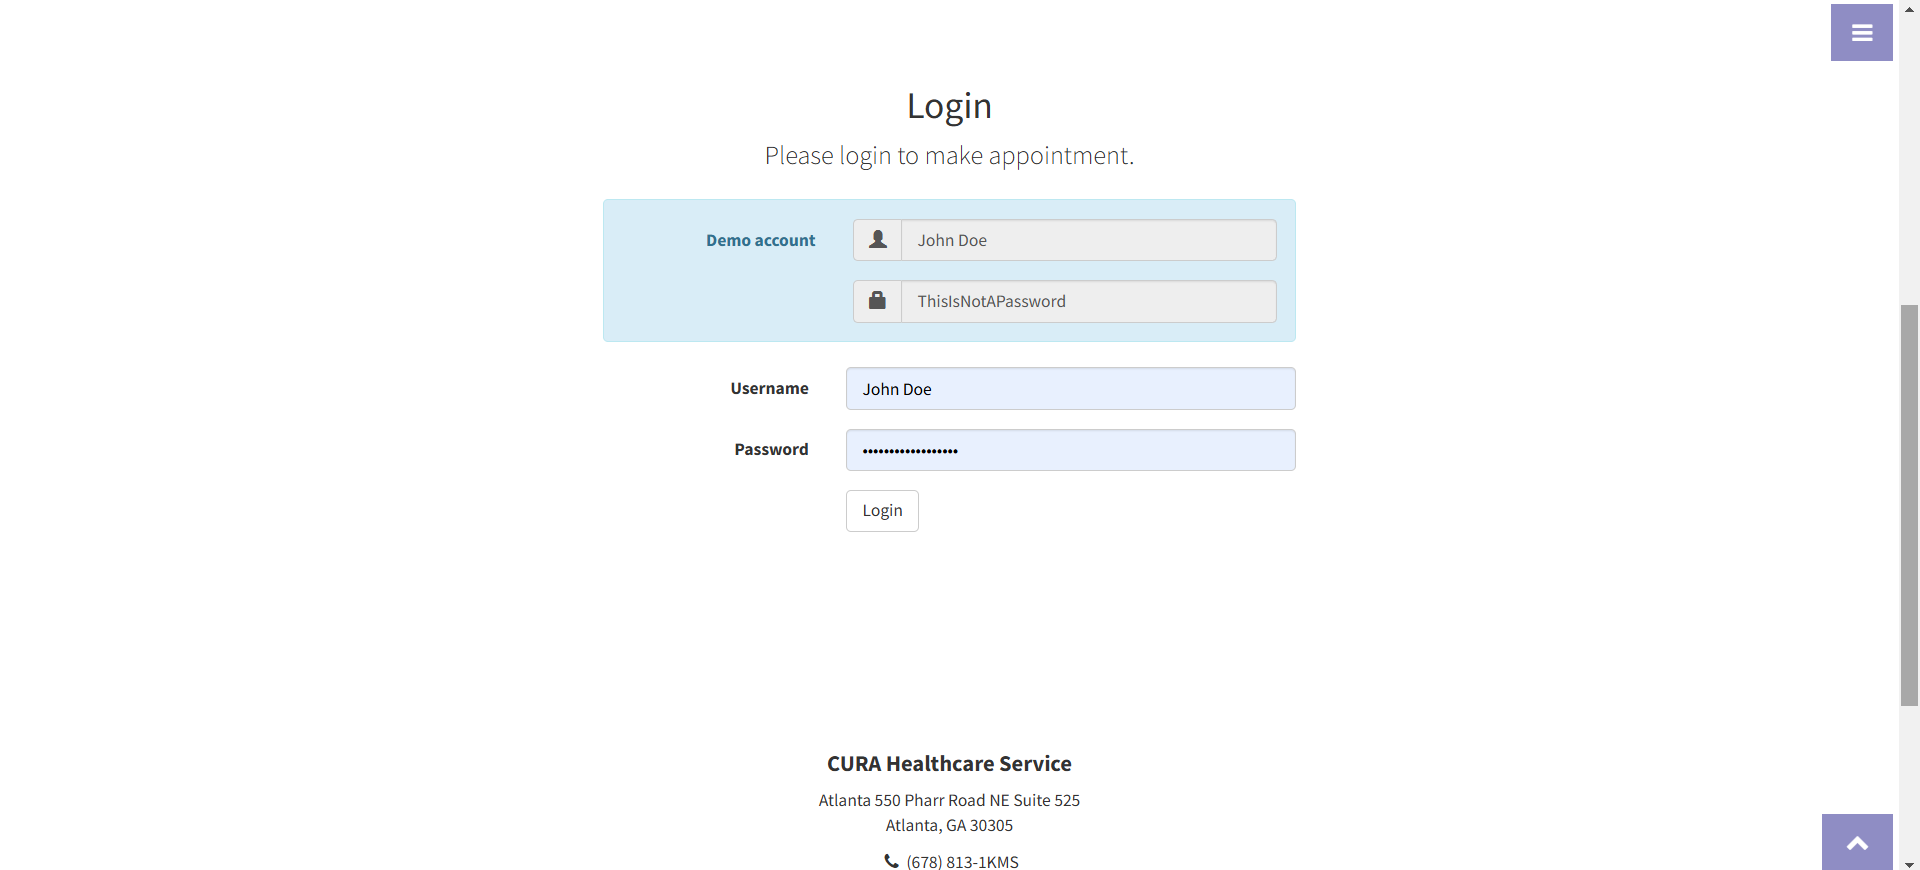 Login
Please login to make appointment.
Demo account
John Doe
ThisIsNotAPassword
Username
John Doe
Password
••••••••••••••••••
Login
CURA Healthcare Service
Atlanta 550 Pharr Road NE Suite 525
Atlanta, GA 30305
(678) 813-1KMS